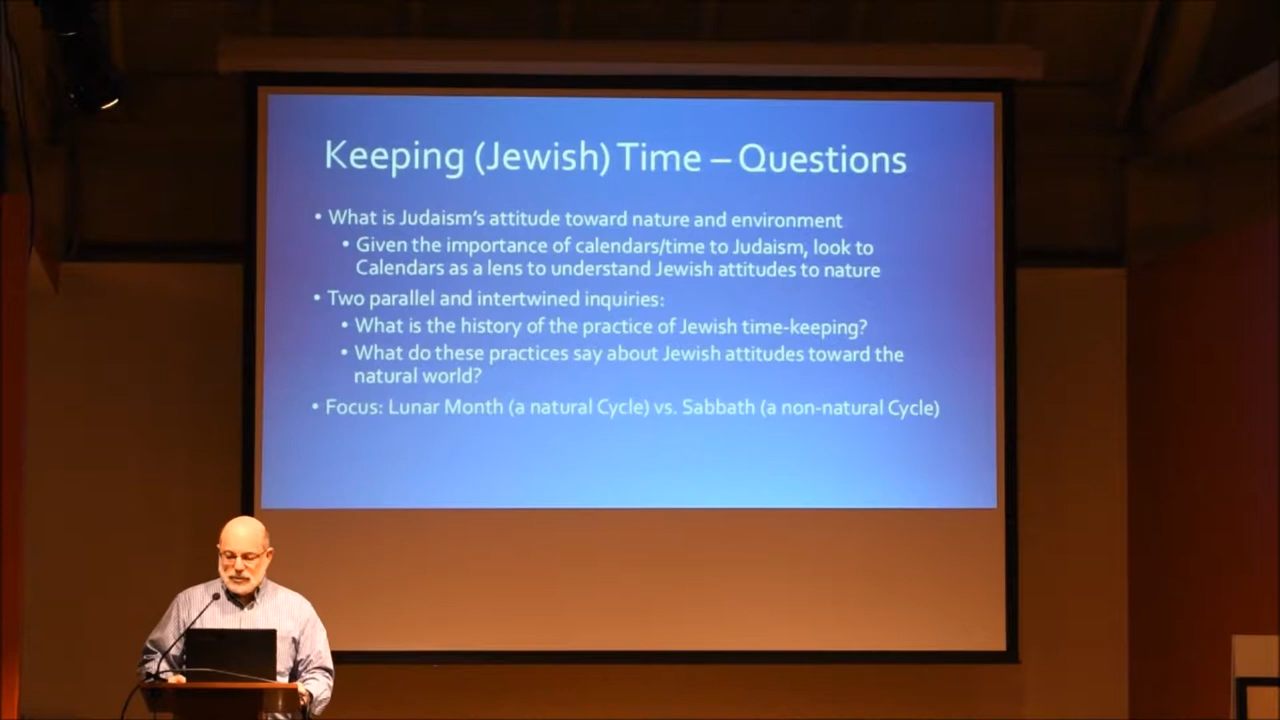 Keeping (Jewish) Time – Questions
• What is Judaism's attitude toward nature and environment
• Given the importance of calendars/time to Judaism, look to
Calendars as a lens to understand Jewish attitudes to nature
• Two parallel and intertwined inquiries:
• What is the history of the practice of Jewish time-keeping?
• What do these practices say about Jewish attitudes toward the
natural world?
• Focus: Lunar Month (a natural Cycle) vs. Sabbath (a non-natural Cycle)